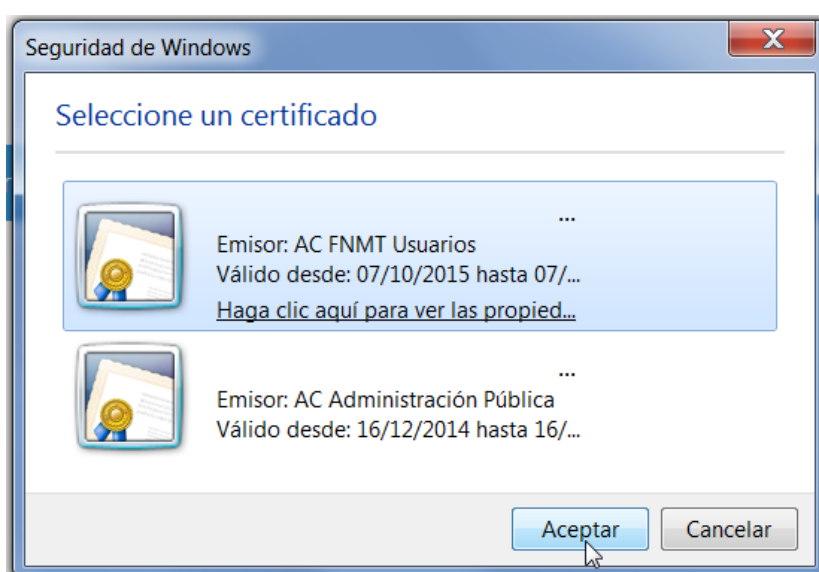 Seguridad de Windows
Seleccione un certificado
...
Emisor: AC FNMT Usuarios
Válido desde: 07/10/2015 hasta 07/...
Haga clic aquí para ver las propied...
...
Emisor: AC Administración Pública
Válido desde: 16/12/2014 hasta 16/...
Aceptar Cancelar